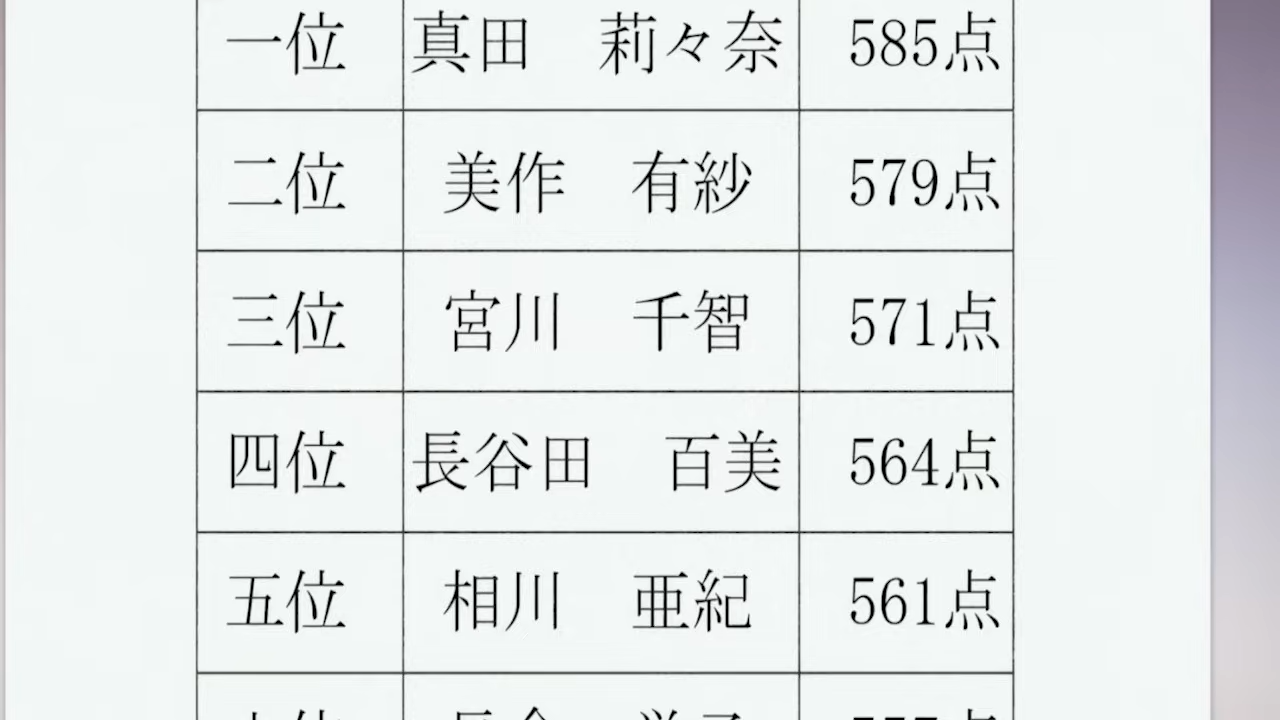 一位 真田 莉々奈 585点
二位 美作 有紗 579点
三位 宮川 千智 571点
四位 長谷田 百美 564点
五位 相川 亜紀 561点